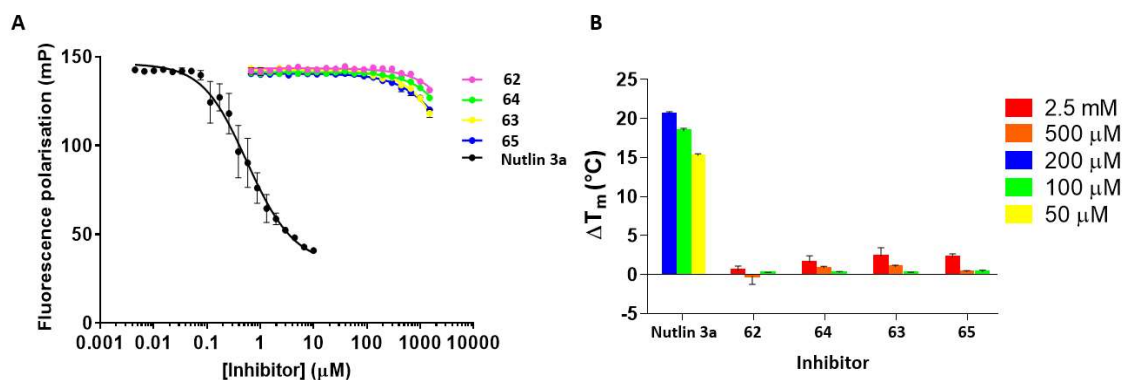 A
Fluorescence polarisation (mP)
150
100
50
0
0.001 0.01 0.1 1 10 100 1000 10000
[Inhibitor] (μM)
62
64
63
65
Nutlin 3a
B
ΔTm (°C)
25
20
15
10
5
0
-5
Nutlin 3a 62 64 63 65
Inhibitor
2.5 mM
500 μM
200 μM
100 μM
50 μM